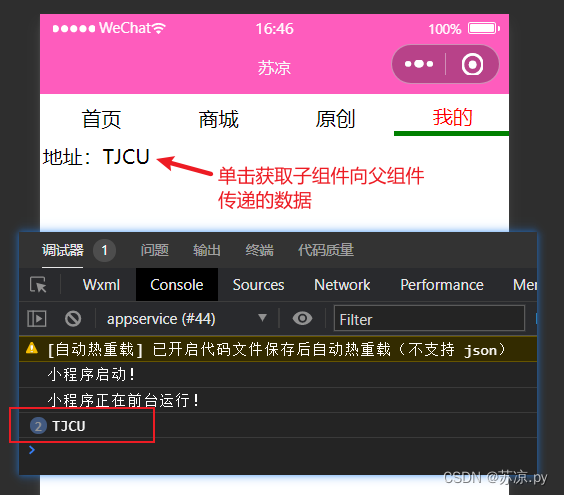 WeChat 16:46 100%
苏凉
首页 商城 原创 我的
地址：TJCU
单击获取子组件向父组件
传递的数据
调试器 1 问题 输出 终端 代码质量
Wxml Console Sources Network Performance Mer
appservice (#44) Filter
[自动热重载] 已开启代码文件保存后自动热重载（不支持 json）
小程序启动！
小程序正在前台运行！
2 TJCU
CSDN @苏凉.py